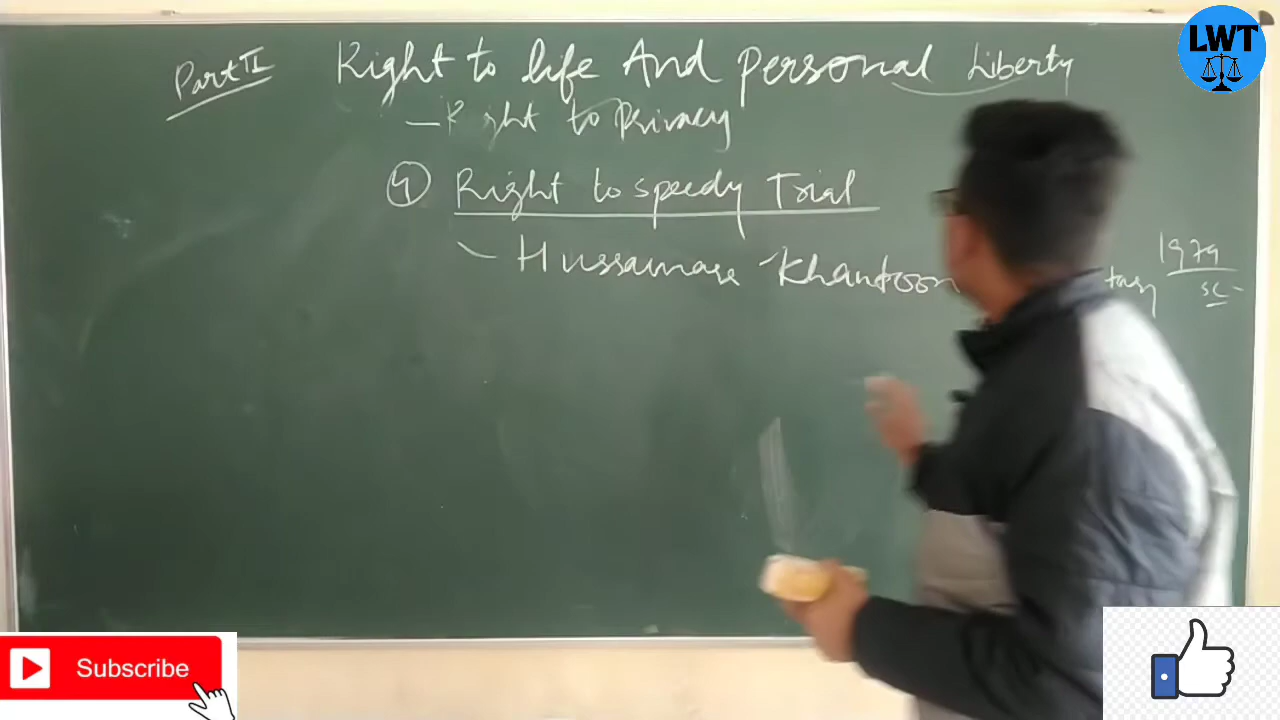 LWT
Part II
Right to life And Personal Liberty
- Right to Privacy
④ Right to speedy Trial
- Hussainara Khantoon
1979
SC
Subscribe